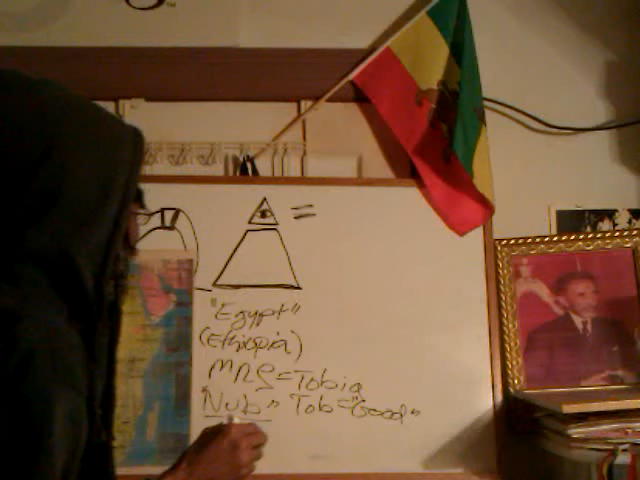 =
"Egypt"
(Ethiopia)
=Tobia
"Nub" Tob="Good"